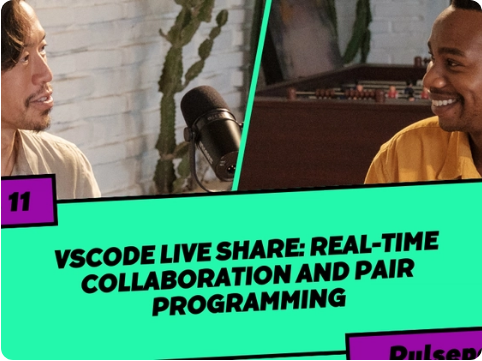 11
VSCODE LIVE SHARE: REAL-TIME
COLLABORATION AND PAIR
PROGRAMMING